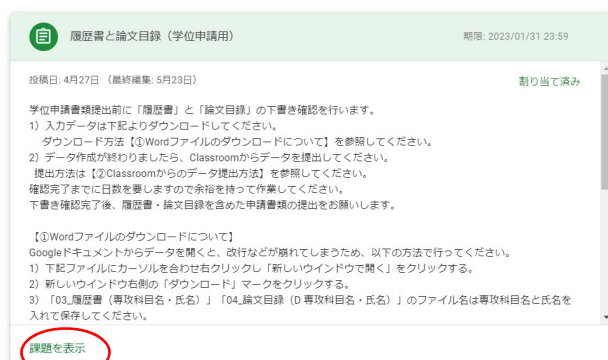 履歴書と論文目録（学位申請用）
期限: 2023/01/31 23:59
投稿日: 4月27日 （最終編集: 5月23日）
割り当て済み
学位申請書類提出前に「履歴書」と「論文目録」の下書き確認を行います。
1）入力データは下記よりダウンロードしてください。
ダウンロード方法【①Wordファイルのダウンロードについて】を参照してください。
2）データ作成が終わりましたら、Classroomからデータを提出してください。
提出方法は【②Classroomからのデータ提出方法】を参照してください。
確認完了までに日数を要しますので余裕を持って作業してください。
下書き確認完了後、履歴書・論文目録を含めた申請書類の提出をお願いします。
【①Wordファイルのダウンロードについて】
Googleドキュメントからデータを開くと、改行などが崩れてしまうため、以下の方法で行ってください。
1）下記ファイルにカーソルを合わせ右クリックし「新しいウインドウで開く」をクリックする。
2）新しいウインドウ右側の「ダウンロード」マークをクリックする。
3）「03_履歴書（専攻科目名・氏名）」「04_論文目録（D 専攻科目名・氏名）」のファイル名は専攻科目名と氏名を
入れて保存してください。
課題を表示